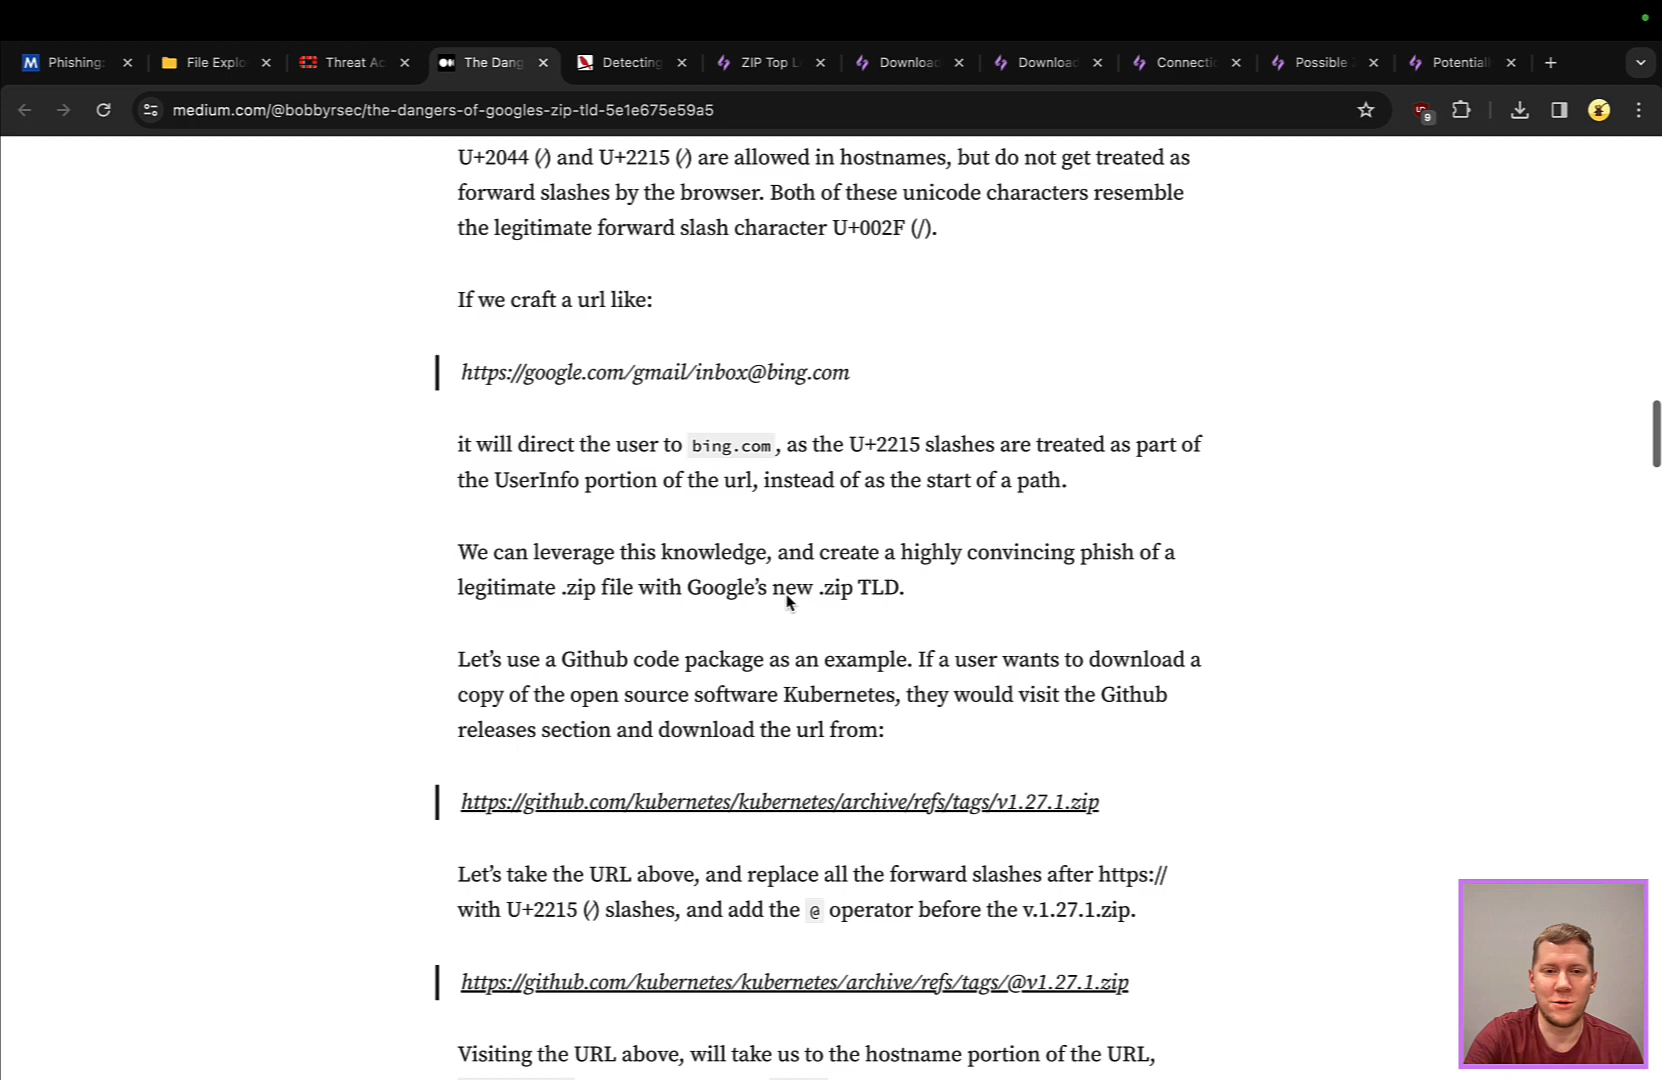 Phishing:
File Explo
Threat Ac
The Dang
Detecting
ZIP Top L
Download
Download
Connecti
Possible
Potential
medium.com/@bobbyrsec/the-dangers-of-googles-zip-tld-5e1e675e59a5
9
U+2044 (⁄) and U+2215 (∕) are allowed in hostnames, but do not get treated as
forward slashes by the browser. Both of these unicode characters resemble
the legitimate forward slash character U+002F (/).
If we craft a url like:
https://google.com∕gmail∕inbox@bing.com
it will direct the user to bing.com, as the U+2215 slashes are treated as part of
the UserInfo portion of the url, instead of as the start of a path.
We can leverage this knowledge, and create a highly convincing phish of a
legitimate .zip file with Google’s new .zip TLD.
Let’s use a Github code package as an example. If a user wants to download a
copy of the open source software Kubernetes, they would visit the Github
releases section and download the url from:
https://github.com/kubernetes/kubernetes/archive/refs/tags/v1.27.1.zip
Let’s take the URL above, and replace all the forward slashes after https://
with U+2215 (∕) slashes, and add the @ operator before the v.1.27.1.zip.
https://github.com∕kubernetes∕kubernetes∕archive∕refs∕tags∕@v1.27.1.zip
Visiting the URL above, will take us to the hostname portion of the URL,